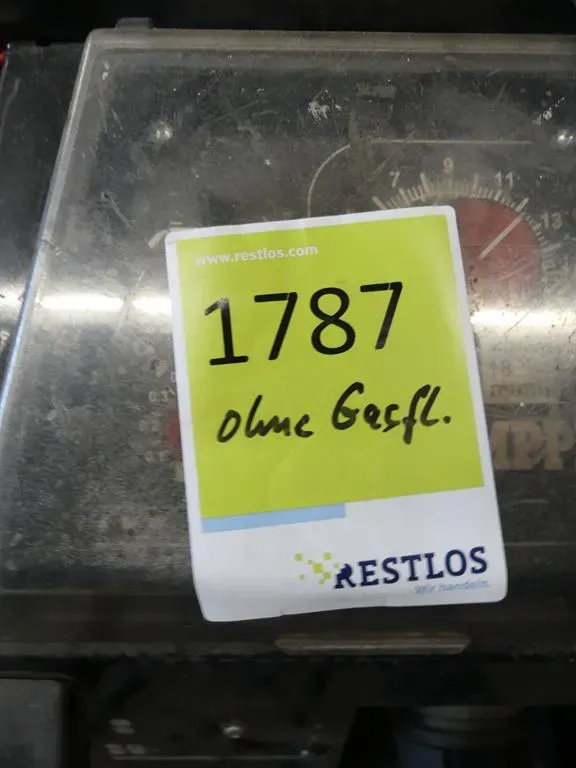 7 9 11 13
www.restlos.com
1787
ohne Gasfl.
RESTLOS
Wir handeln.